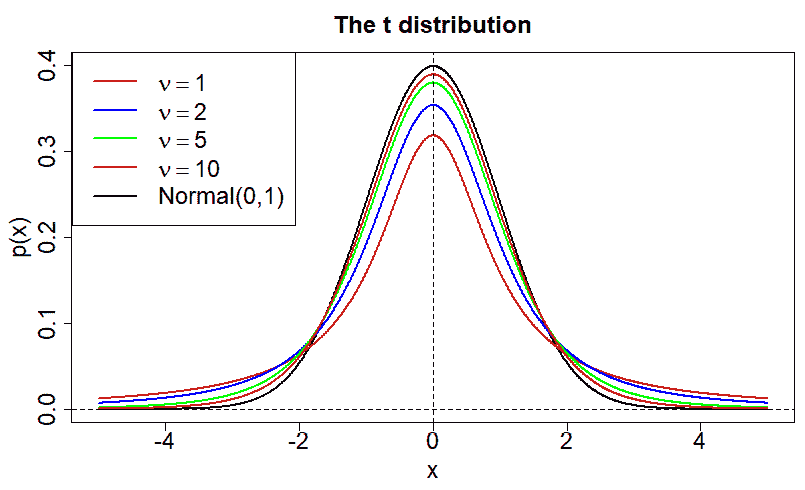 The t distribution
ν = 1
ν = 2
ν = 5
ν = 10
Normal(0,1)
p(x)
0.4
0.3
0.2
0.1
0.0
-4
-2
0
2
4
x